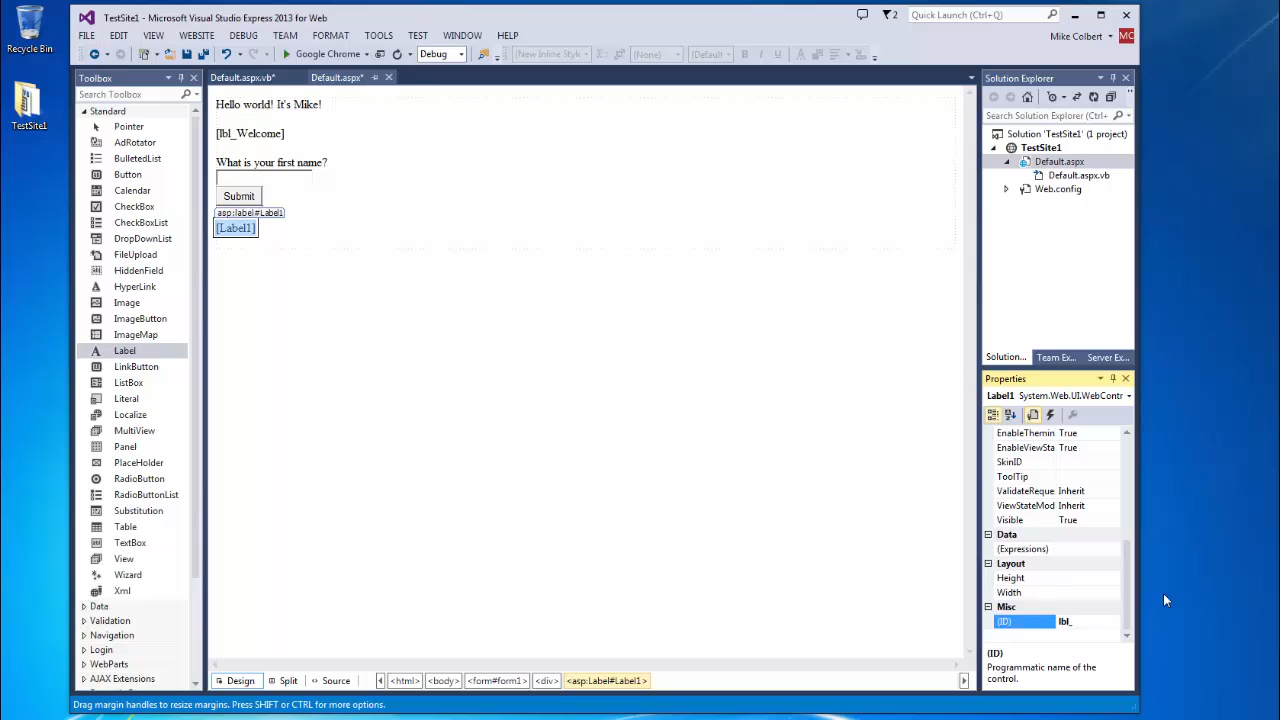 Recycle Bin
TestSite1
TestSite1 - Microsoft Visual Studio Express 2013 for Web
2
Quick Launch (Ctrl+Q)
FILE EDIT VIEW WEBSITE DEBUG TEAM FORMAT TOOLS TEST WINDOW HELP
Mike Colbert MC
Google Chrome Debug (New Inline Style (None) (Default B I U A
Toolbox
Search Toolbox
Standard
Pointer
AdRotator
BulletedList
Button
Calendar
CheckBox
CheckBoxList
DropDownList
FileUpload
HiddenField
HyperLink
Image
ImageButton
ImageMap
A Label
LinkButton
ListBox
Literal
Localize
MultiView
Panel
PlaceHolder
RadioButton
RadioButtonList
Substitution
Table
TextBox
View
Wizard
Xml
Data
Validation
Navigation
Login
WebParts
AJAX Extensions
Default.aspx.vb* Default.aspx*
Hello world! It's Mike!
[lbl_Welcome]
What is your first name?
Submit
asp:label#Label1
[Label1]
Design Split Source <html> <body> <form#form1> <div> <asp:Label#Label1>
Solution Explorer
Search Solution Explorer (Ctrl+
Solution 'TestSite1' (1 project)
TestSite1
Default.aspx
Default.aspx.vb
Web.config
Solution... Team Ex... Server Ex...
Properties
Label1 System.Web.UI.WebContr
EnableThemin True
EnableViewSta True
SkinID
ToolTip
ValidateReque Inherit
ViewStateMod Inherit
Visible True
Data
(Expressions)
Layout
Height
Width
Misc
(ID) lbl_
(ID)
Programmatic name of the
control.
Drag margin handles to resize margins. Press SHIFT or CTRL for more options.